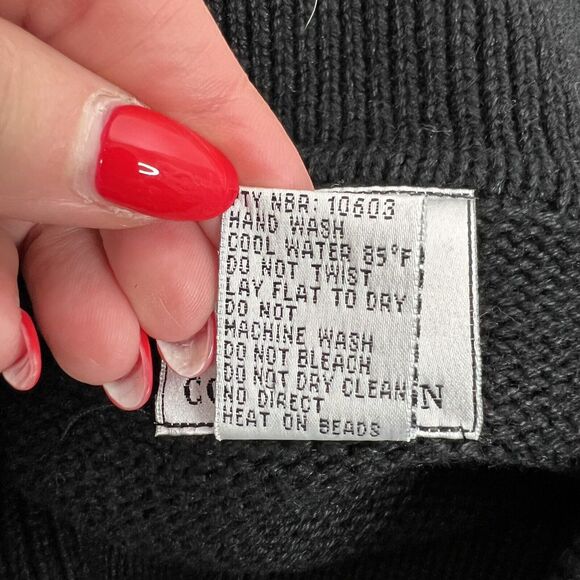 TY NBR: 10603
HAND WASH
COOL WATER 85°F
DO NOT TWIST
LAY FLAT TO DRY
DO NOT
MACHINE WASH
DO NOT BLEACH
DO NOT DRY CLEAN
NO DIRECT
HEAT ON BEADS